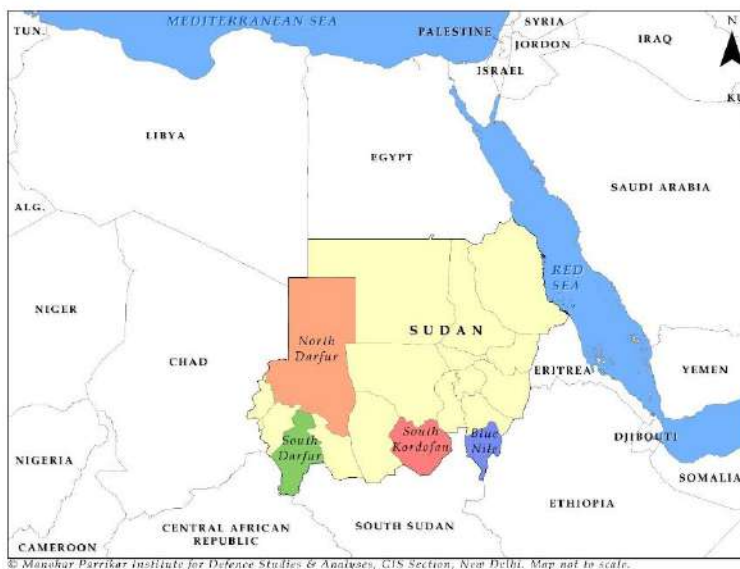 MEDITERRANEAN SEA
TUN.
SYRIA
PALESTINE
JORDON
IRAQ
N
ISRAEL
KU
LIBYA
EGYPT
SAUDI ARABIA
ALG.
RED
SEA
NIGER
CHAD
North
Darfur
SUDAN
ERITREA
YEMEN
South
Darfur
South
Kordofan
Blue
Nile
DJIBOUTI
NIGERIA
SOMALIA
ETHIOPIA
CENTRAL AFRICAN
REPUBLIC
SOUTH SUDAN
CAMEROON
© Manohar Parrikar Institute for Defence Studies & Analyses, GIS Section, New Delhi. Map not to scale.